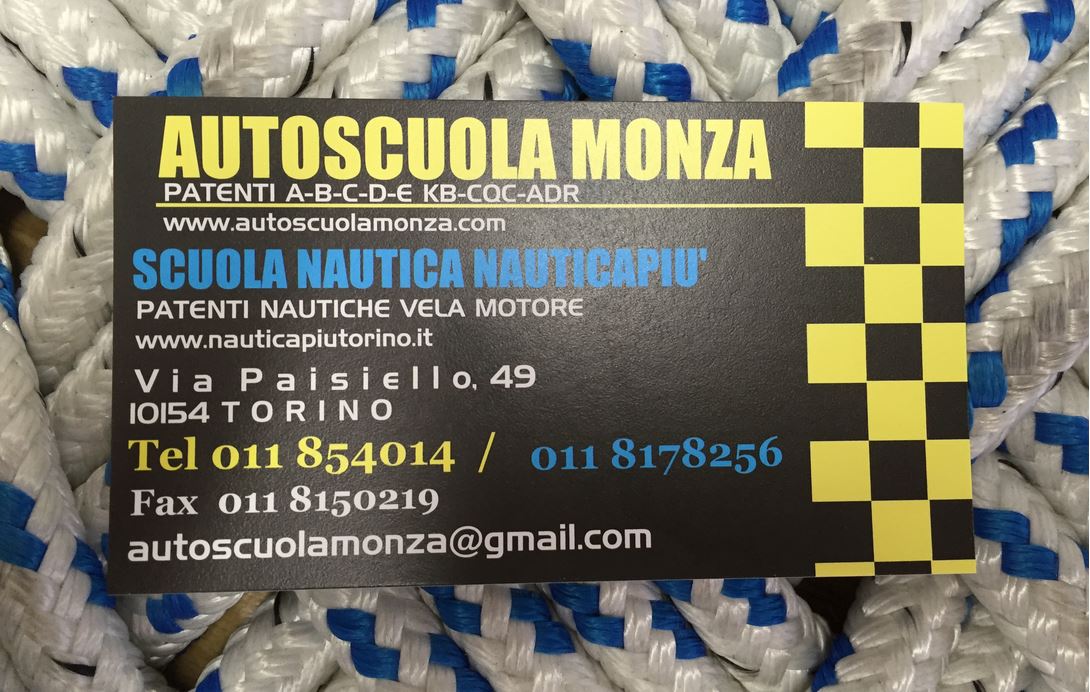 AUTOSCUOLA MONZA
PATENTI A-B-C-D-E KB-CQC-ADR
www.autoscuolamonza.com
SCUOLA NAUTICA NAUTICAPIU'
PATENTI NAUTICHE VELA MOTORE
www.nauticapiutorino.it
Via Paisiello, 49
10154 TORINO
Tel 011 854014 / 011 8178256
Fax 011 8150219
autoscuolamonza@gmail.com